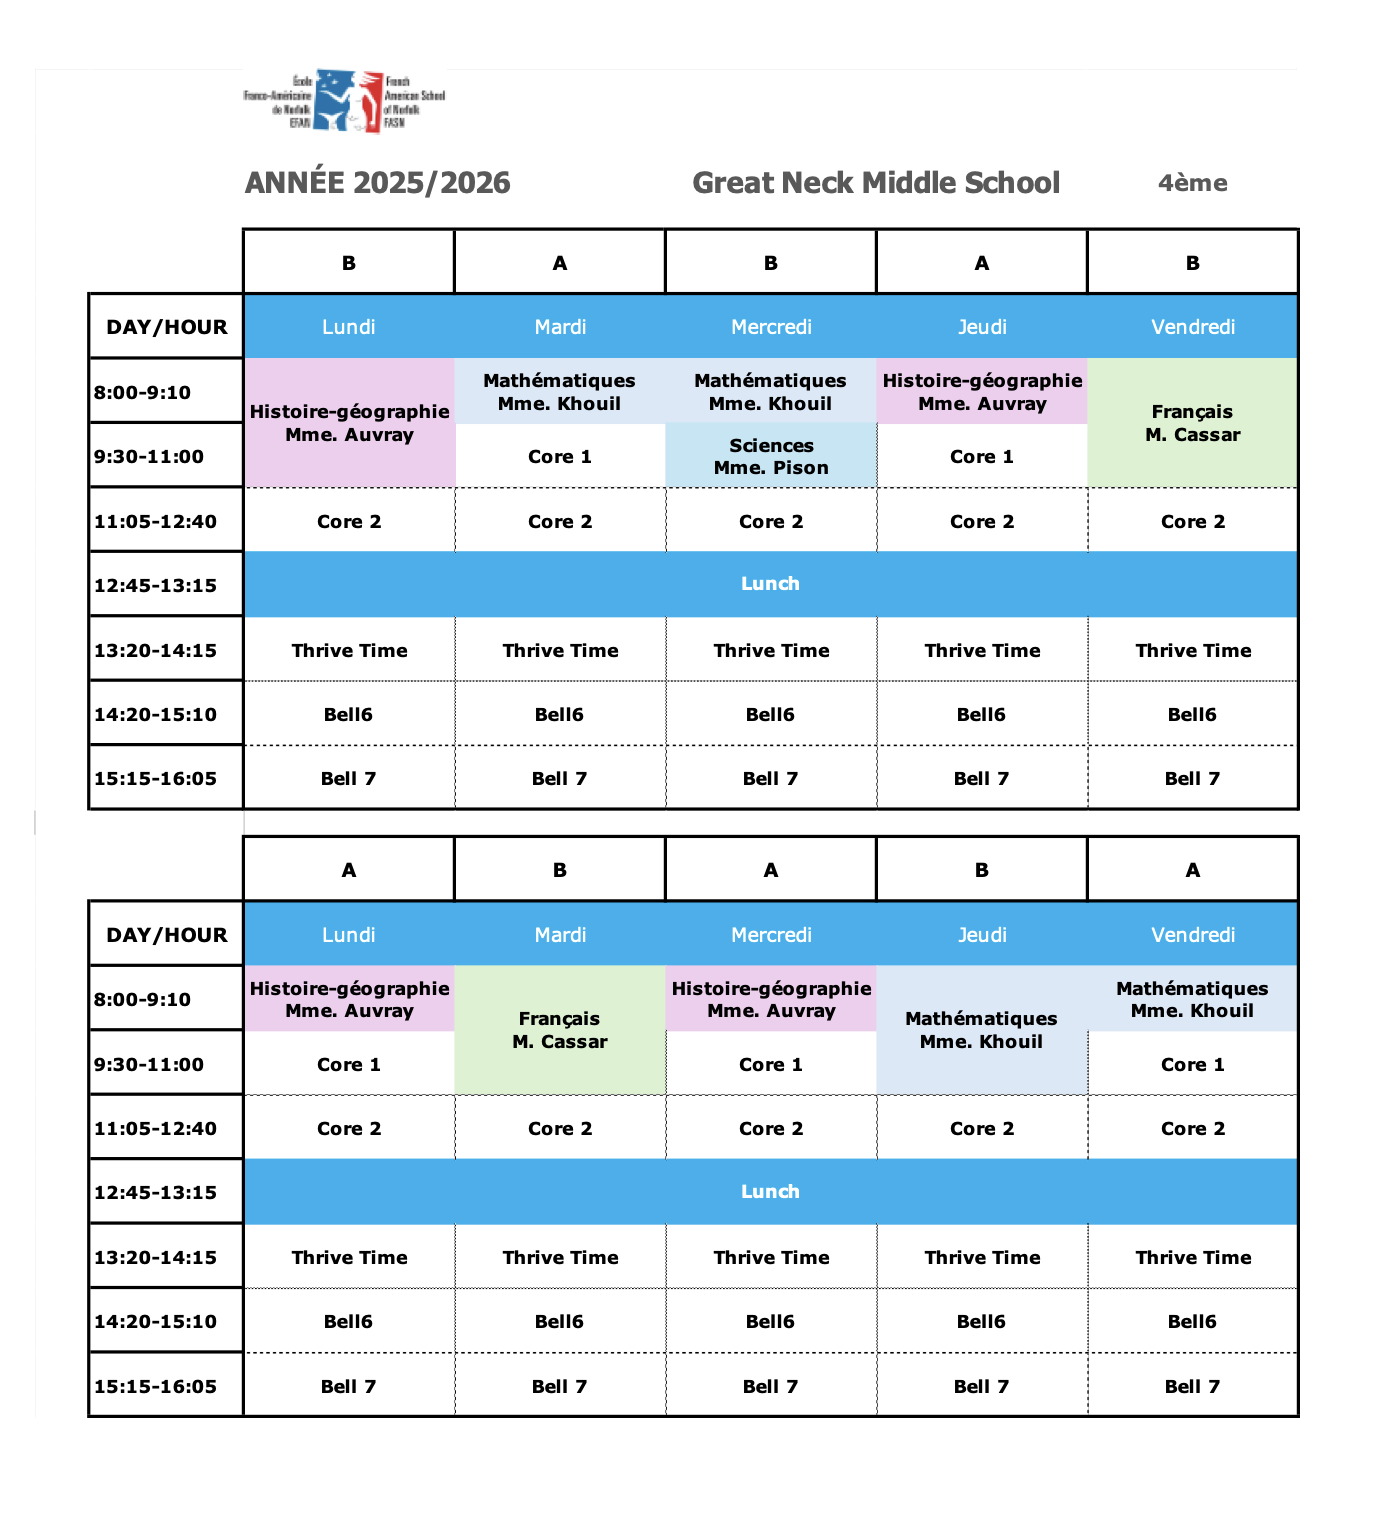 École
Franco-Américaine
de Norfolk
EFAN
French
American School
of Norfolk
FASN
ANNÉE 2025/2026 Great Neck Middle School 4ème
B A B A B
DAY/HOUR Lundi Mardi Mercredi Jeudi Vendredi
8:00-9:10
Histoire-géographie
Mme. Auvray
Mathématiques
Mme. Khouil
Mathématiques
Mme. Khouil
Histoire-géographie
Mme. Auvray
Français
M. Cassar
9:30-11:00
Core 1
Sciences
Mme. Pison
Core 1
11:05-12:40 Core 2 Core 2 Core 2 Core 2 Core 2
12:45-13:15 Lunch
13:20-14:15 Thrive Time Thrive Time Thrive Time Thrive Time Thrive Time
14:20-15:10 Bell6 Bell6 Bell6 Bell6 Bell6
15:15-16:05 Bell 7 Bell 7 Bell 7 Bell 7 Bell 7
A B A B A
DAY/HOUR Lundi Mardi Mercredi Jeudi Vendredi
8:00-9:10
Histoire-géographie
Mme. Auvray
Français
M. Cassar
Histoire-géographie
Mme. Auvray
Mathématiques
Mme. Khouil
Mathématiques
Mme. Khouil
9:30-11:00 Core 1 Core 1 Core 1
11:05-12:40 Core 2 Core 2 Core 2 Core 2 Core 2
12:45-13:15 Lunch
13:20-14:15 Thrive Time Thrive Time Thrive Time Thrive Time Thrive Time
14:20-15:10 Bell6 Bell6 Bell6 Bell6 Bell6
15:15-16:05 Bell 7 Bell 7 Bell 7 Bell 7 Bell 7